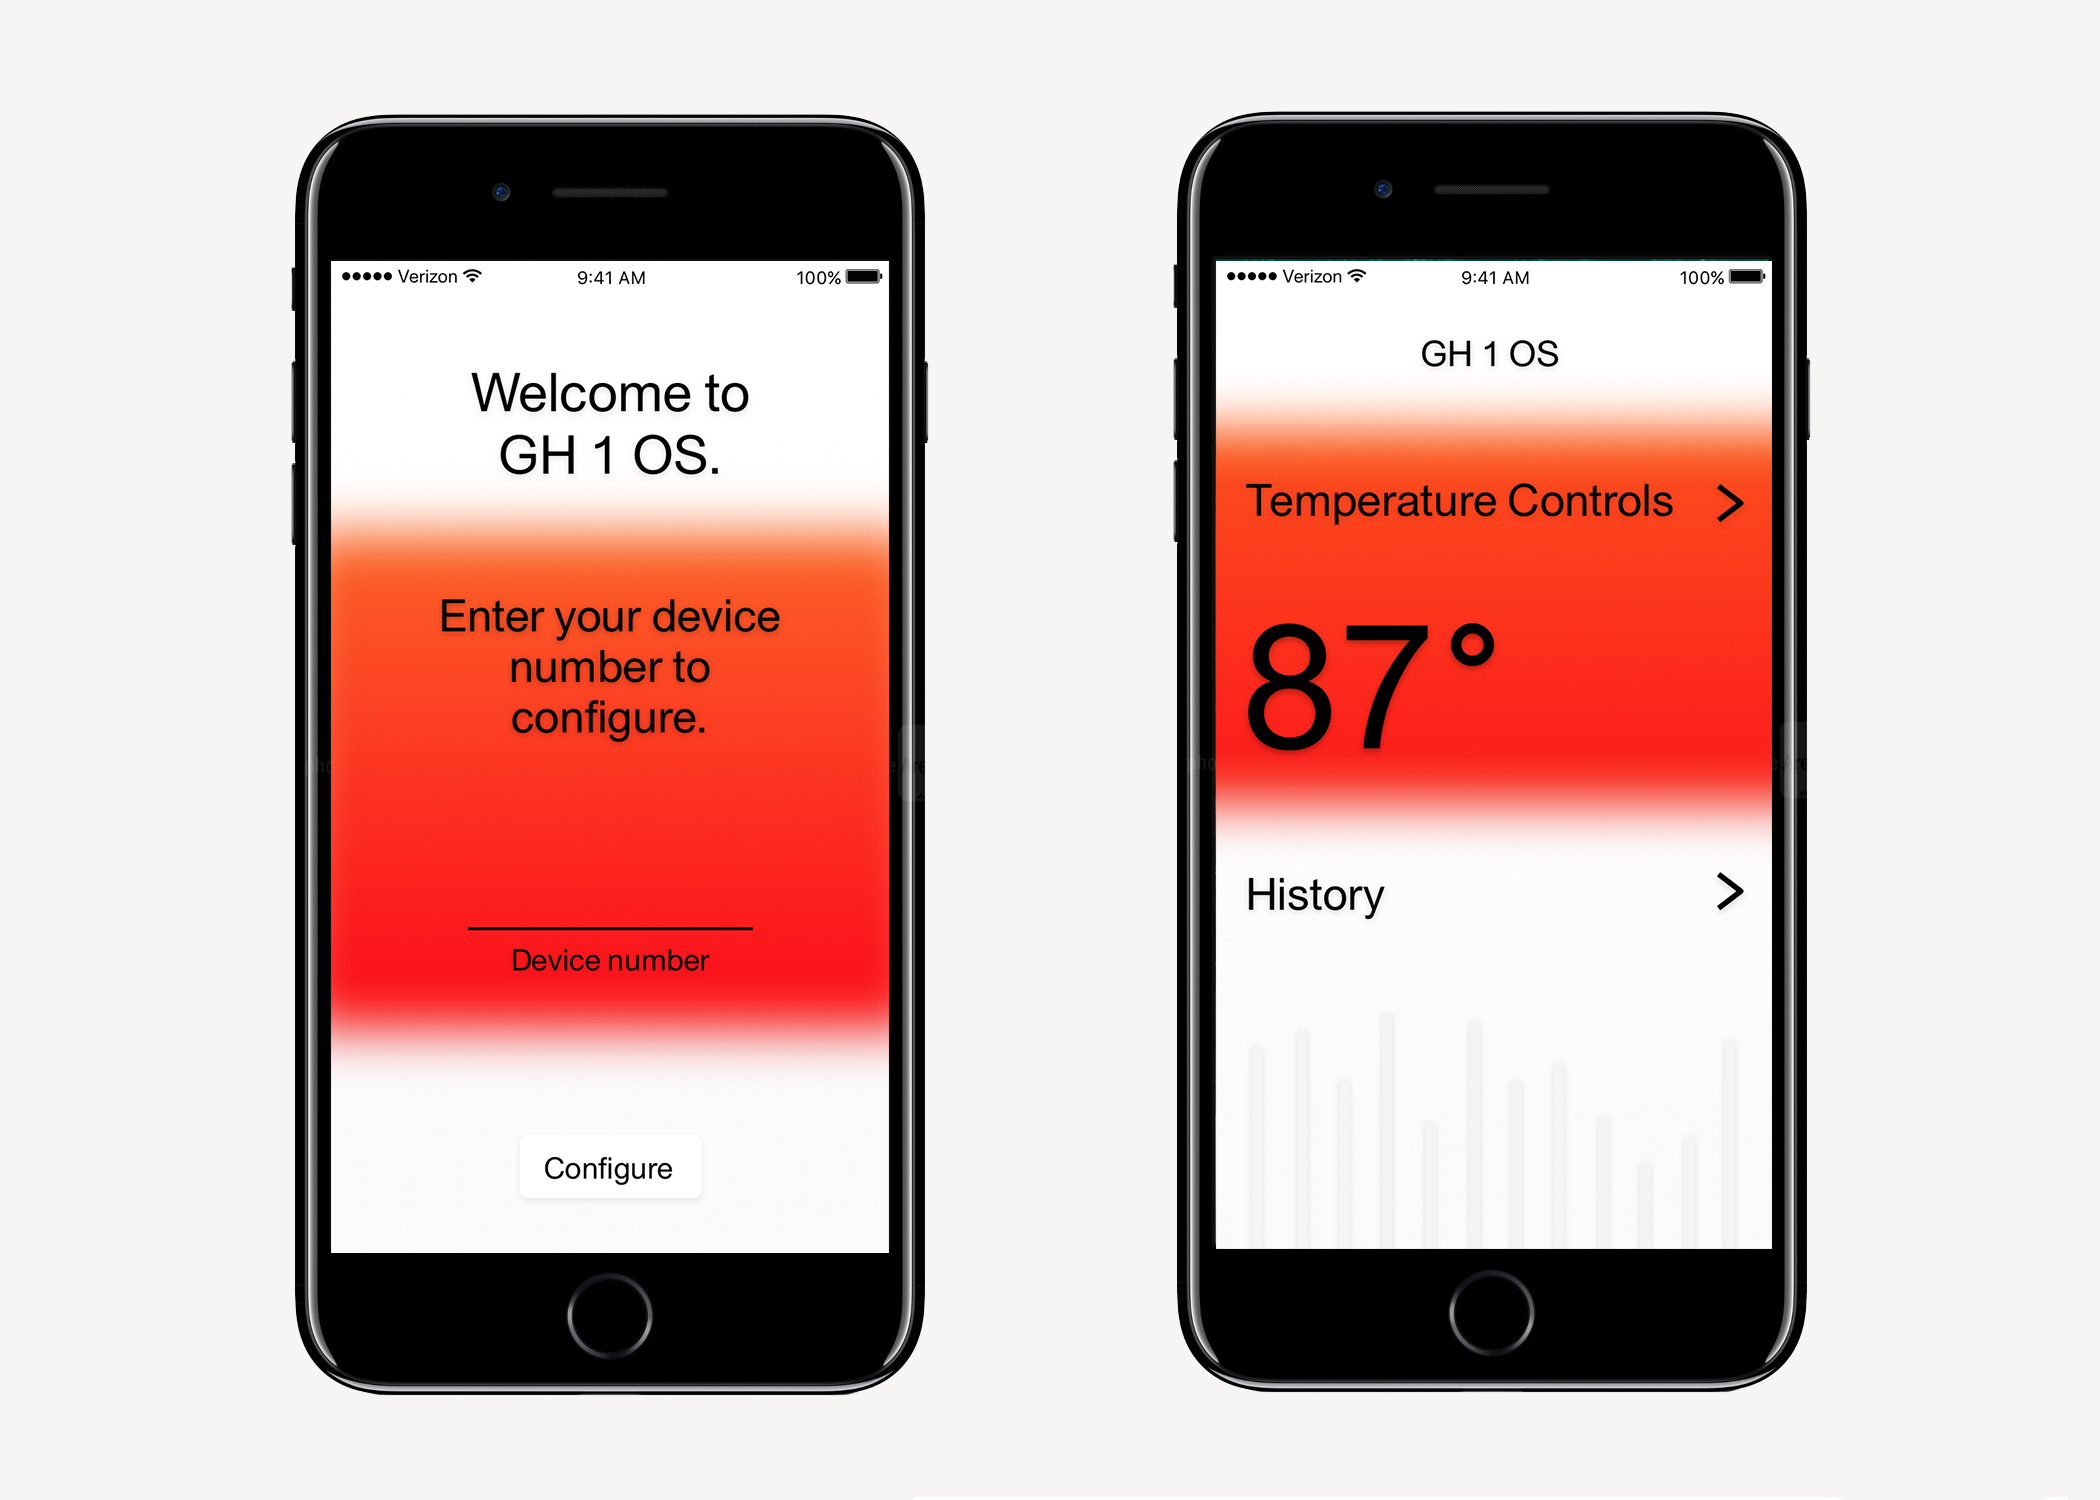 Verizon 9:41 AM 100%
Welcome to
GH 1 OS.
Enter your device
number to
configure.
Device number
Configure
Verizon 9:41 AM 100%
GH 1 OS
Temperature Controls
87°
History